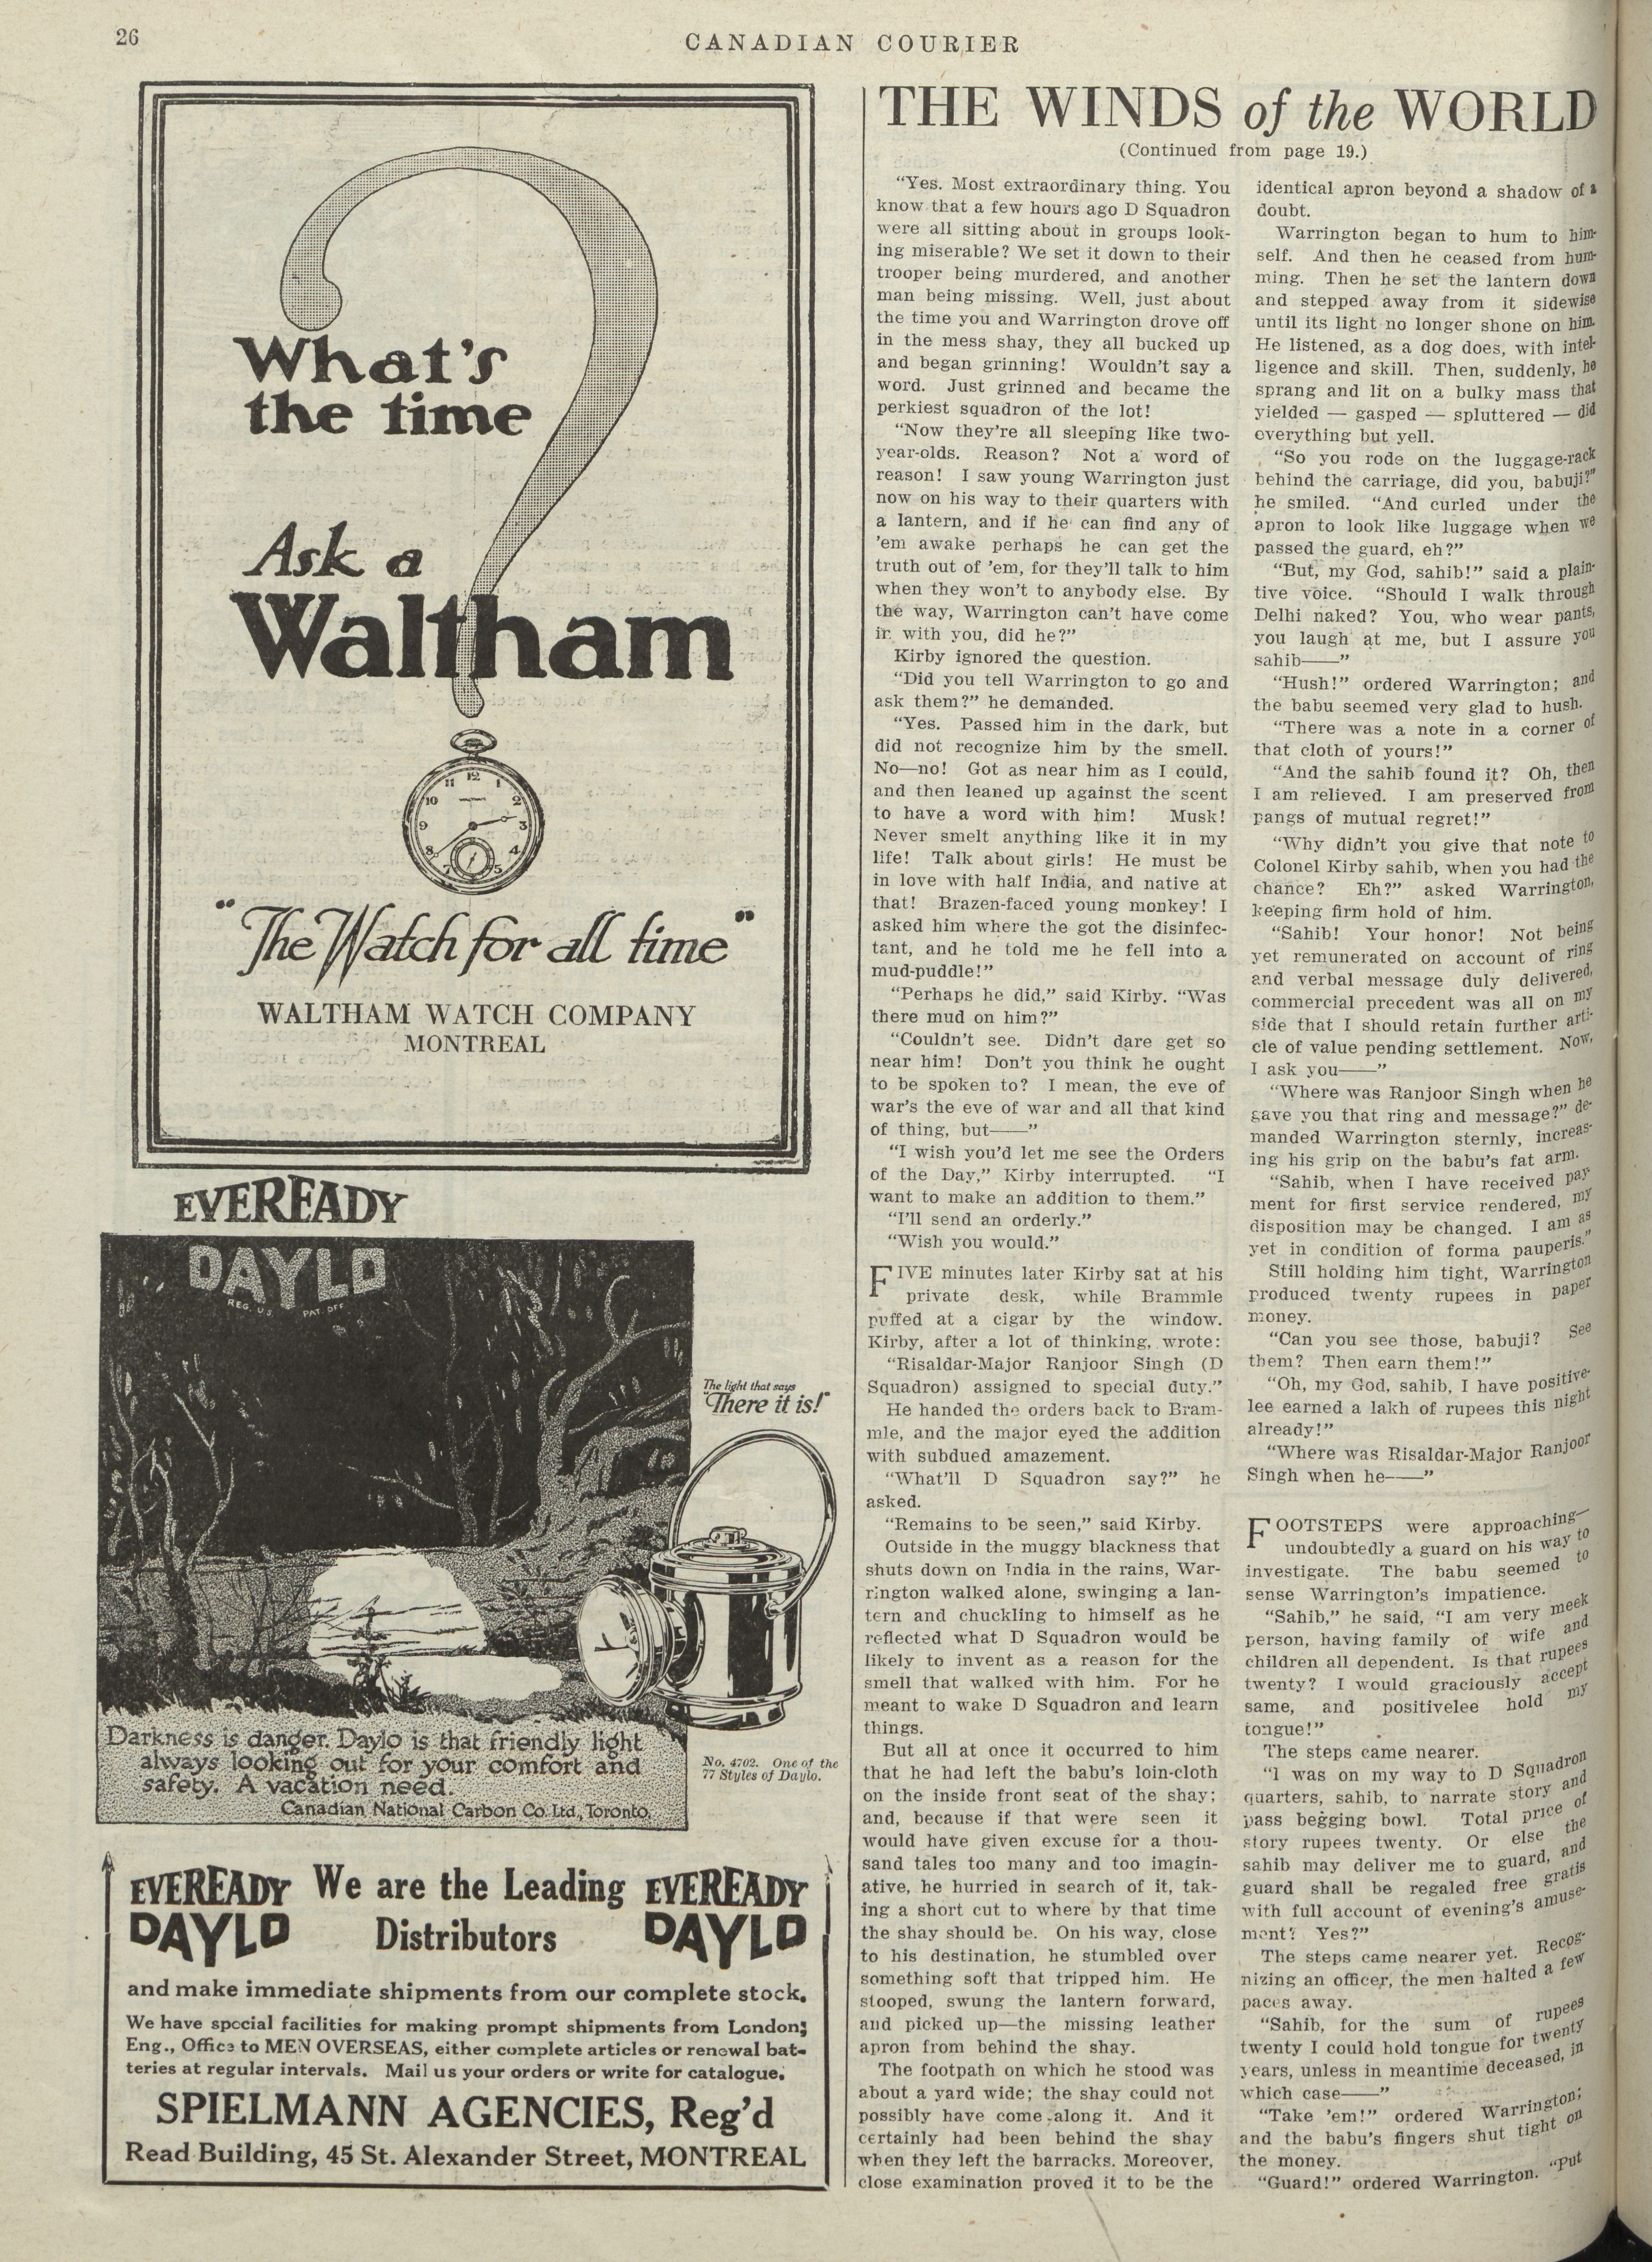 26
CANADIAN COURIER
What's
the time
Ask a
Waltham
12
1
2
3
4
5
7
8
9
10
11
WALTHAM
"The Watch for all time"
WALTHAM WATCH COMPANY
MONTREAL
EVEREADY
DAYLO
REG. U.S. PAT. OFF.
The light that says
"There it is!"
Darkness is danger. Daylo is that friendly light
always looking out for your comfort and
safety. A vacation need.
Canadian National Carbon Co. Ltd., Toronto.
No. 4702. One of the
77 Styles of Daylo.
EVEREADY We are the Leading EVEREADY
DAYLO Distributors DAYLO
and make immediate shipments from our complete stock.
We have special facilities for making prompt shipments from London;
Eng., Office to MEN OVERSEAS, either complete articles or renewal bat-
teries at regular intervals. Mail us your orders or write for catalogue.
SPIELMANN AGENCIES, Reg'd
Read Building, 45 St. Alexander Street, MONTREAL
THE WINDS of the WORLD
(Continued from page 19.)
"Yes. Most extraordinary thing. You
know that a few hours ago D Squadron
were all sitting about in groups look-
ing miserable? We set it down to their
trooper being murdered, and another
man being missing. Well, just about
the time you and Warrington drove off
in the mess shay, they all bucked up
and began grinning! Wouldn't say a
word. Just grinned and became the
perkiest squadron of the lot!
"Now they're all sleeping like two-
year-olds. Reason? Not a word of
reason! I saw young Warrington just
now on his way to their quarters with
a lantern, and if he can find any of
'em awake perhaps he can get the
truth out of 'em, for they'll talk to him
when they won't to anybody else. By
the way, Warrington can't have come
in with you, did he?"
Kirby ignored the question.
"Did you tell Warrington to go and
ask them?" he demanded.
"Yes. Passed him in the dark, but
did not recognize him by the smell.
No—no! Got as near him as I could,
and then leaned up against the scent
to have a word with him! Musk!
Never smelt anything like it in my
life! Talk about girls! He must be
in love with half India, and native at
that! Brazen-faced young monkey! I
asked him where the got the disinfec-
tant, and he told me he fell into a
mud-puddle!"
"Perhaps he did," said Kirby. "Was
there mud on him?"
"Couldn't see. Didn't dare get so
near him! Don't you think he ought
to be spoken to? I mean, the eve of
war's the eve of war and all that kind
of thing, but——"
"I wish you'd let me see the Orders
of the Day," Kirby interrupted. "I
want to make an addition to them."
"I'll send an orderly."
"Wish you would."
FIVE minutes later Kirby sat at his
private desk, while Brammle
puffed at a cigar by the window.
Kirby, after a lot of thinking, wrote:
"Risaldar-Major Ranjoor Singh (D
Squadron) assigned to special duty."
He handed the orders back to Bram-
mle, and the major eyed the addition
with subdued amazement.
"What'll D Squadron say?" he
asked.
"Remains to be seen," said Kirby.
Outside in the muggy blackness that
shuts down on India in the rains, War-
rington walked alone, swinging a lan-
tern and chuckling to himself as he
reflected what D Squadron would be
likely to invent as a reason for the
smell that walked with him. For he
meant to wake D Squadron and learn
things.
But all at once it occurred to him
that he had left the babu's loin-cloth
on the inside front seat of the shay;
and, because if that were seen it
would have given excuse for a thou-
sand tales too many and too imagin-
ative, he hurried in search of it, tak-
ing a short cut to where by that time
the shay should be. On his way, close
to his destination, he stumbled over
something soft that tripped him. He
stooped, swung the lantern forward,
and picked up—the missing leather
apron from behind the shay.
The footpath on which he stood was
about a yard wide; the shay could not
possibly have come along it. And it
certainly had been behind the shay
when they left the barracks. Moreover,
close examination proved it to be the
identical apron beyond a shadow of a
doubt.
Warrington began to hum to him-
self. And then he ceased from hum-
ming. Then he set the lantern down
and stepped away from it sidewise
until its light no longer shone on him.
He listened, as a dog does, with intel-
ligence and skill. Then, suddenly, he
sprang and lit on a bulky mass that
yielded — gasped — spluttered — did
everything but yell.
"So you rode on the luggage-rack
behind the carriage, did you, babuji?"
he smiled. "And curled under the
apron to look like luggage when we
passed the guard, eh?"
"But, my God, sahib!" said a plain-
tive voice. "Should I walk through
Delhi naked? You, who wear pants,
you laugh at me, but I assure you
sahib——"
"Hush!" ordered Warrington; and
the babu seemed very glad to hush.
"There was a note in a corner of
that cloth of yours!"
"And the sahib found it? Oh, then
I am relieved. I am preserved from
pangs of mutual regret!"
"Why didn't you give that note to
Colonel Kirby sahib, when you had the
chance? Eh?" asked Warrington,
keeping firm hold of him.
"Sahib! Your honor! Not being
yet remunerated on account of ring
and verbal message duly delivered,
commercial precedent was all on my
side that I should retain further arti-
cle of value pending settlement. Now,
I ask you——"
"Where was Ranjoor Singh when he
gave you that ring and message?" de-
manded Warrington sternly, increas-
ing his grip on the babu's fat arm.
"Sahib, when I have received pay-
ment for first service rendered, my
disposition may be changed. I am as
yet in condition of forma pauperis."
Still holding him tight, Warrington
produced twenty rupees in paper
money.
"Can you see those, babuji? See
them? Then earn them!"
"Oh, my God, sahib, I have positive-
lee earned a lakh of rupees this night
already!"
"Where was Risaldar-Major Ranjoor
Singh when he——"
FOOTSTEPS were approaching—
undoubtedly a guard on his way to
investigate. The babu seemed to
sense Warrington's impatience.
"Sahib," he said, "I am very meek
person, having family of wife and
children all dependent. Is that rupees
twenty? I would graciously accept
same, and positivelee hold my
tongue!"
The steps came nearer.
"I was on my way to D Squadron
quarters, sahib, to narrate story and
pass begging bowl. Total price of
story rupees twenty. Or else the
sahib may deliver me to guard, and
guard shall be regaled free gratis
with full account of evening's amuse-
ment? Yes?"
The steps came nearer yet. Recog-
nizing an officer, the men halted a few
paces away.
"Sahib, for the sum of rupees
twenty I could hold tongue for twenty
years, unless in meantime deceased, in
which case——"
"Take 'em!" ordered Warrington;
and the babu's fingers shut tight on
the money.
"Guard!" ordered Warrington. "Put